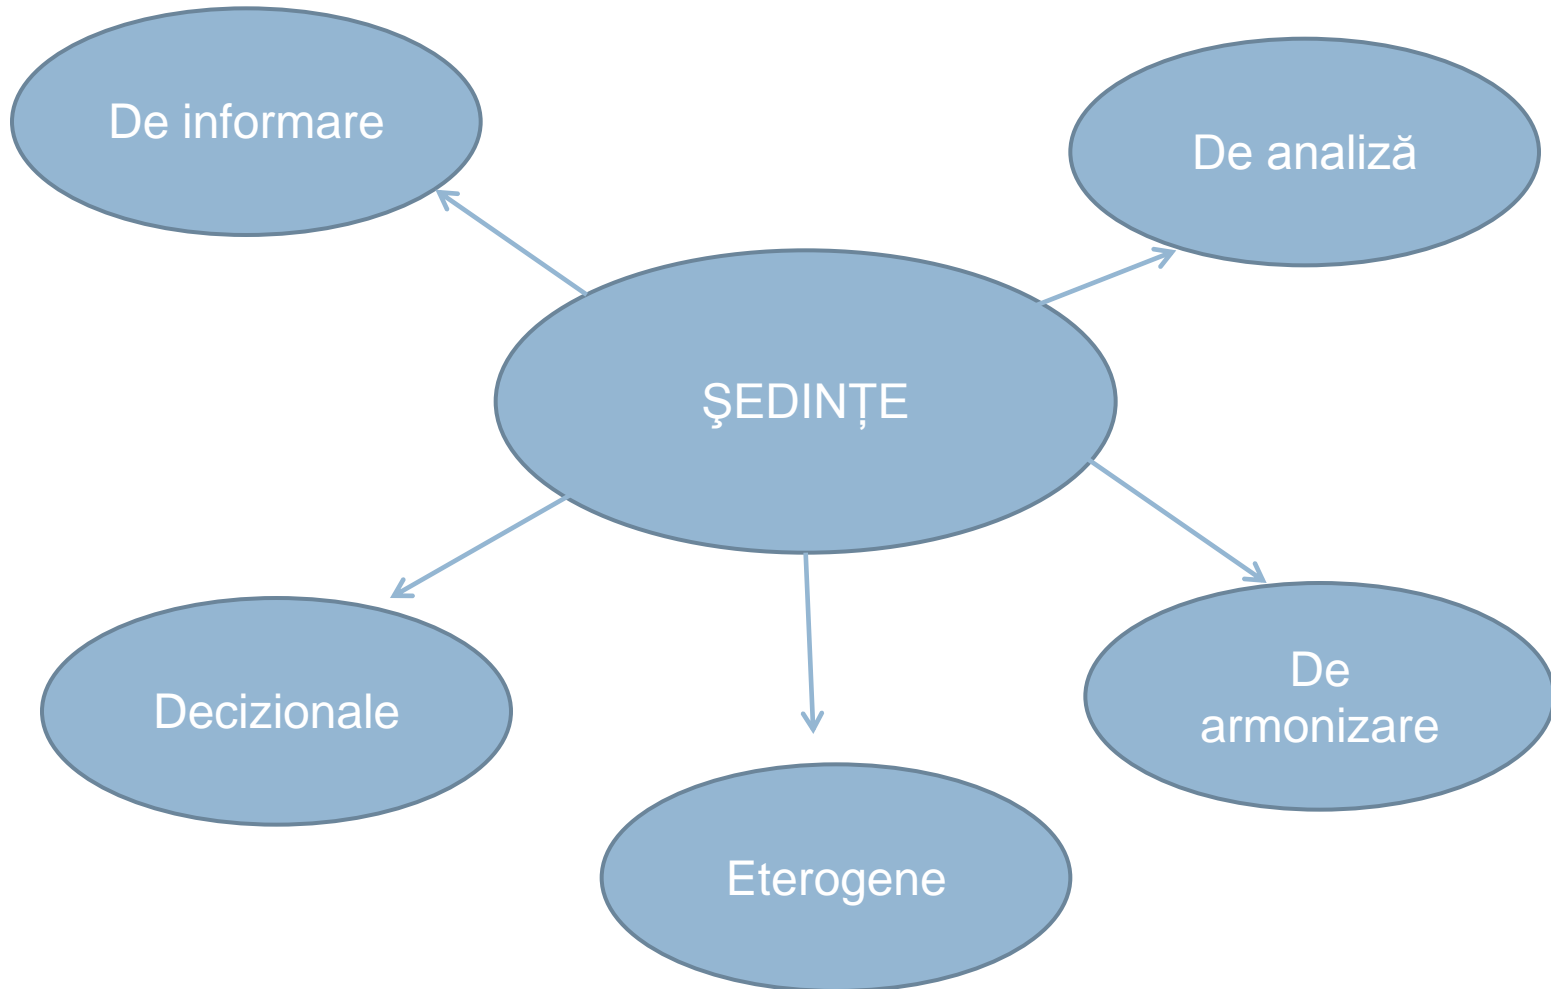 De informare
De analiză
ŞEDINȚE
Decizionale
De
armonizare
Eterogene